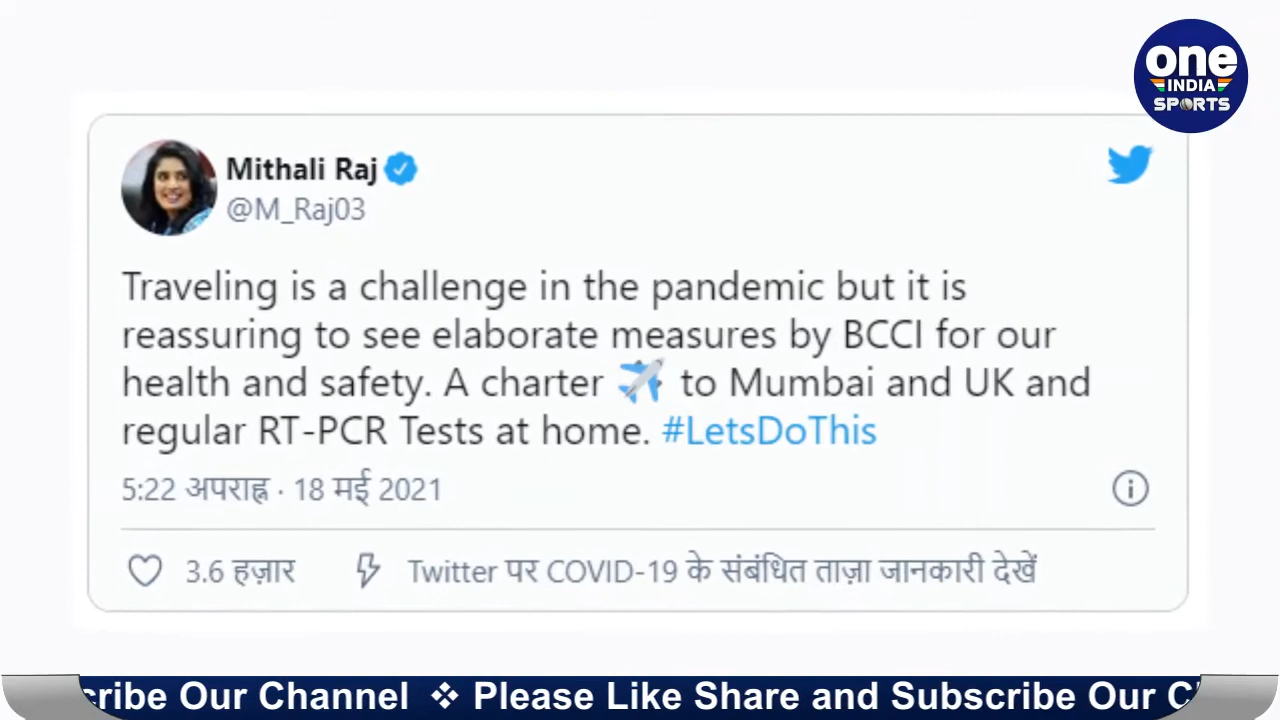 one
INDIA
SPORTS
Mithali Raj
@M_Raj03
Traveling is a challenge in the pandemic but it is
reassuring to see elaborate measures by BCCI for our
health and safety. A charter ✈️ to Mumbai and UK and
regular RT-PCR Tests at home. #LetsDoThis
5:22 अपराह्न · 18 मई 2021
3.6 हज़ार
Twitter पर COVID-19 के संबंधित ताज़ा जानकारी देखें
cribe Our Channel ❖ Please Like Share and Subscribe Our C